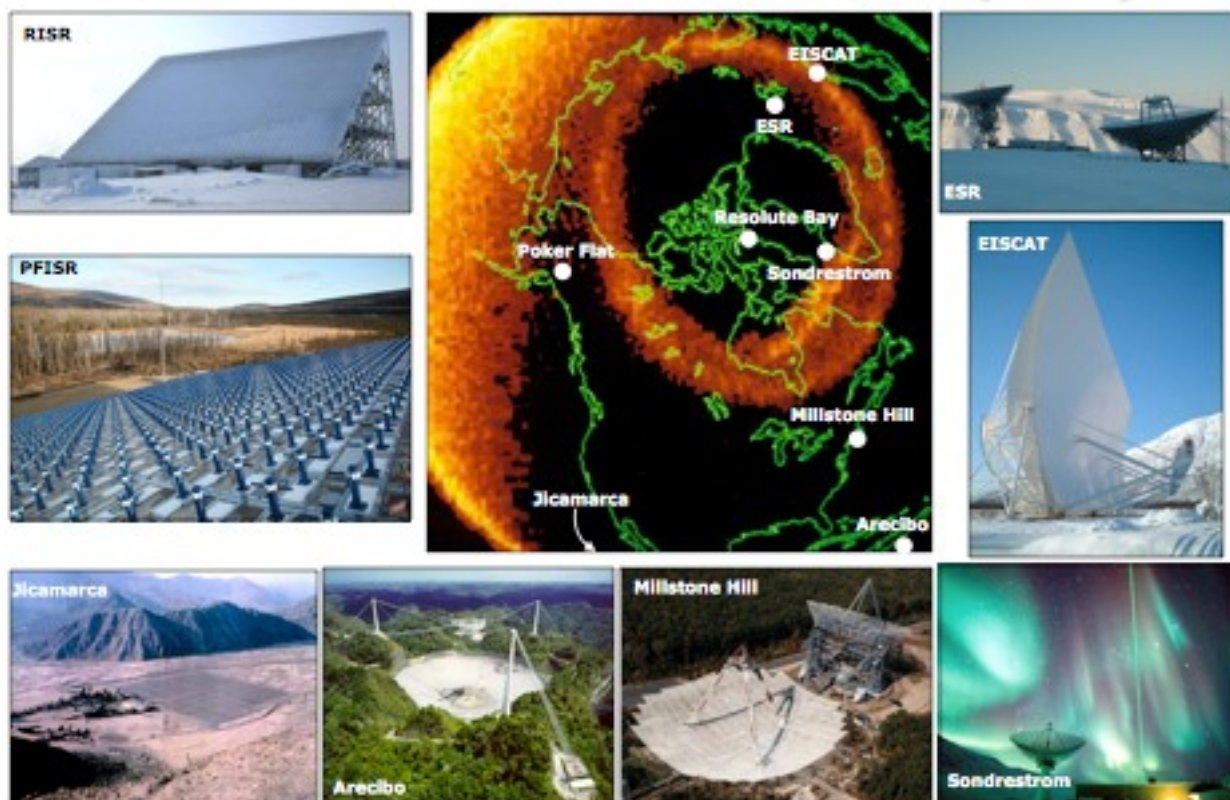 RISR
EISCAT
ESR
Resolute Bay
Poker Flat
Sondrestrom
Millstone Hill
Jicamarca
Arecibo
ESR
PFISR
EISCAT
Jicamarca
Arecibo
Millstone Hill
Sondrestrom